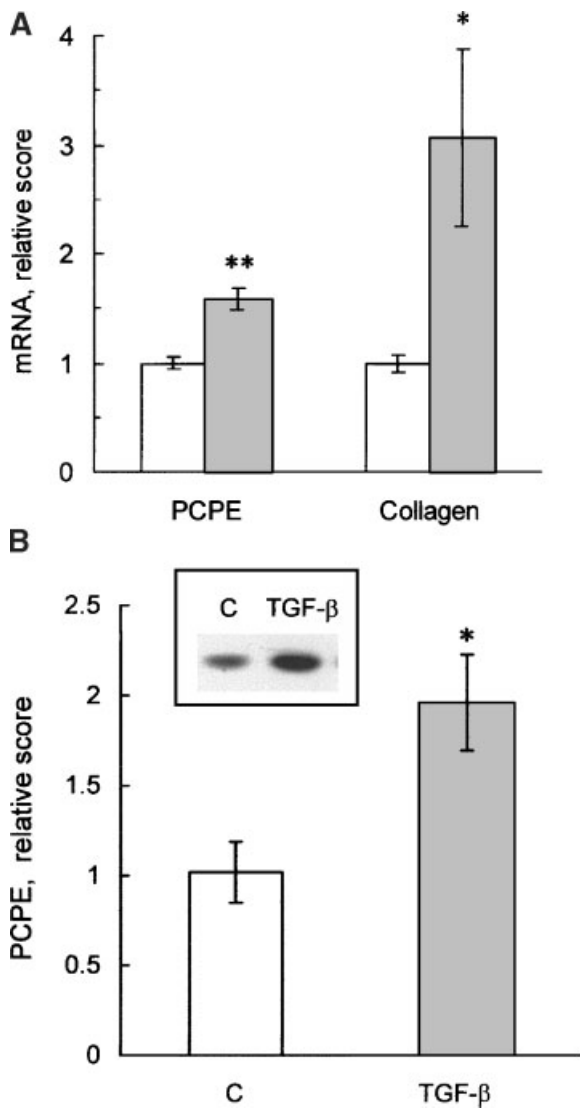 A
mRNA, relative score
4
3
2
1
0
**
*
PCPE Collagen
B
PCPE, relative score
2.5
2
1.5
1
0.5
0
C TGF-β
*
C TGF-β